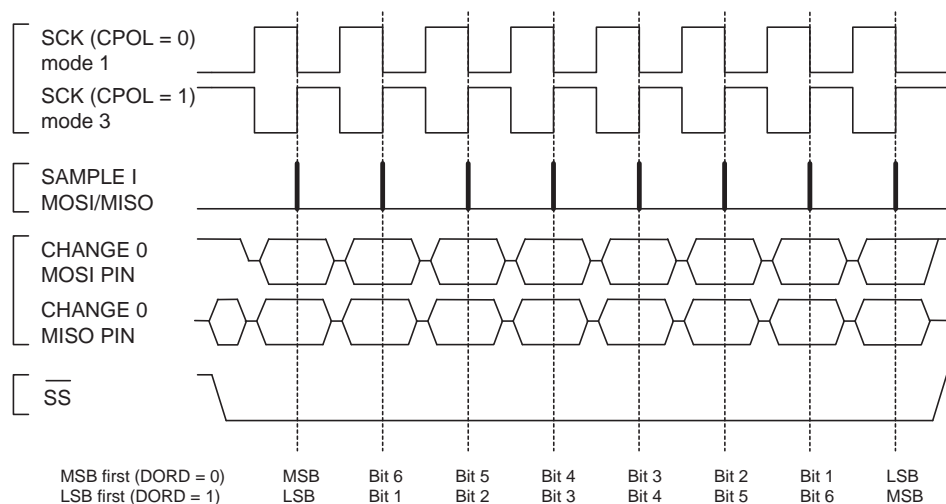 SCK (CPOL = 0)
mode 1
SCK (CPOL = 1)
mode 3
SAMPLE I
MOSI/MISO
CHANGE 0
MOSI PIN
CHANGE 0
MISO PIN
SS
MSB first (DORD = 0) MSB Bit 6 Bit 5 Bit 4 Bit 3 Bit 2 Bit 1 LSB
LSB first (DORD = 1) LSB Bit 1 Bit 2 Bit 3 Bit 4 Bit 5 Bit 6 MSB